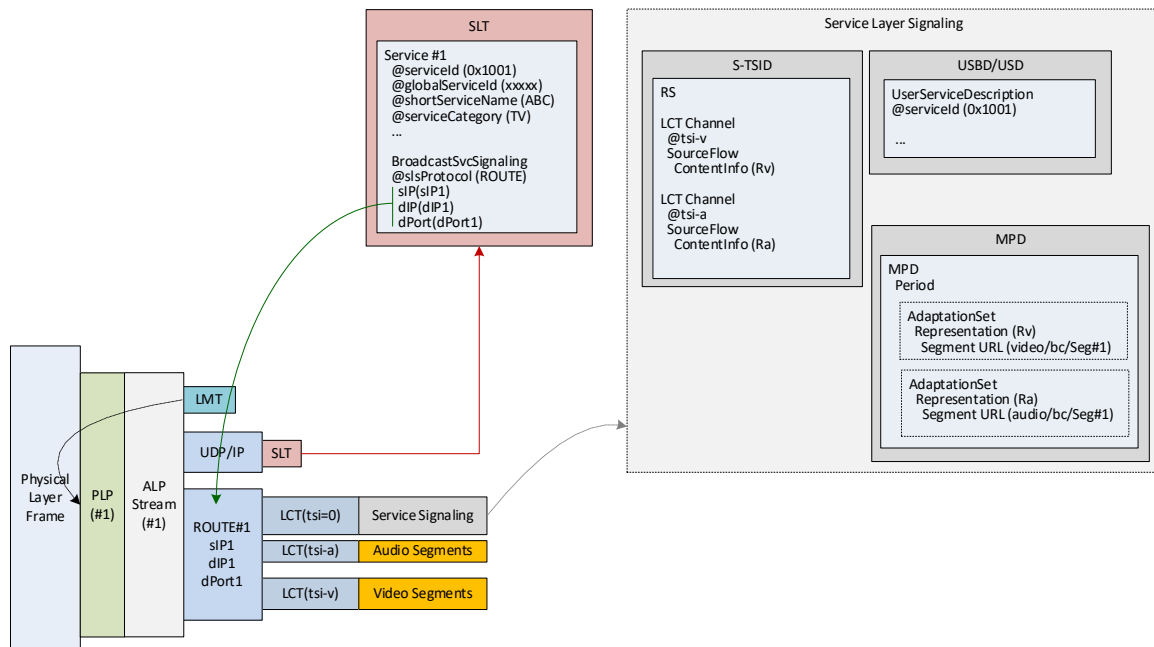 SLT
Service #1
@serviceId (0x1001)
@globalServiceId (xxxxx)
@shortServiceName (ABC)
@serviceCategory (TV)
...
BroadcastSvcSignaling
@slsProtocol (ROUTE)
sIP(sIP1)
dIP(dIP1)
dPort(dPort1)
Service Layer Signaling
S-TSID
RS
LCT Channel
@tsi-v
SourceFlow
ContentInfo (Rv)
LCT Channel
@tsi-a
SourceFlow
ContentInfo (Ra)
USBD/USD
UserServiceDescription
@serviceId (0x1001)
...
MPD
MPD
Period
AdaptationSet
Representation (Rv)
Segment URL (video/bc/Seg#1)
AdaptationSet
Representation (Ra)
Segment URL (audio/bc/Seg#1)
Physical
Layer
Frame
PLP
(#1)
ALP
Stream
(#1)
LMT
UDP/IP
SLT
ROUTE#1
sIP1
dIP1
dPort1
LCT(tsi=0)
Service Signaling
LCT(tsi-a)
Audio Segments
LCT(tsi-v)
Video Segments